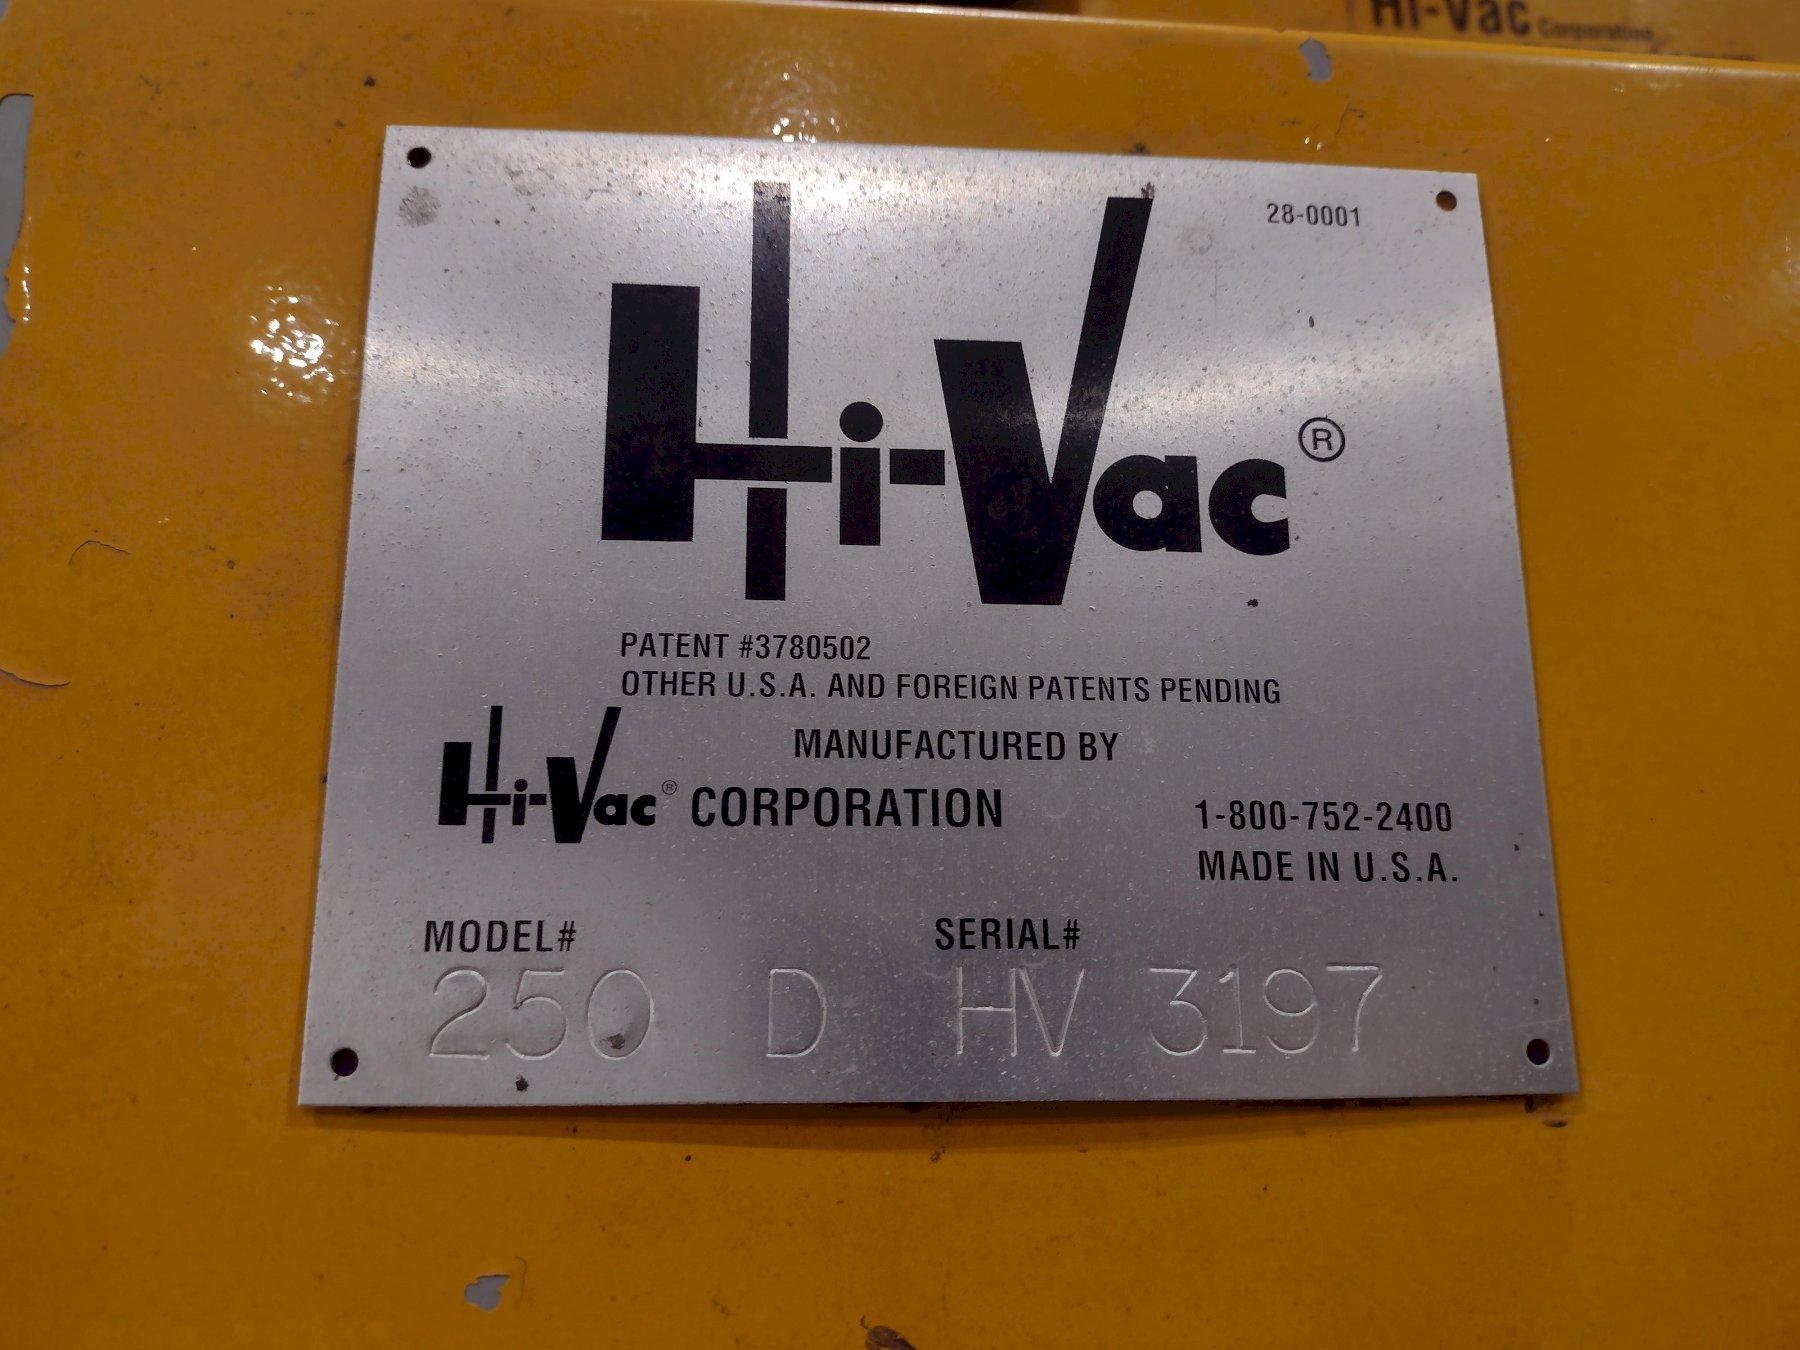 Hi-Vac Corporation
28-0001
Hi-Vac®
PATENT #3780502
OTHER U.S.A. AND FOREIGN PATENTS PENDING
MANUFACTURED BY
Hi-Vac® CORPORATION
1-800-752-2400
MADE IN U.S.A.
MODEL# SERIAL#
250 D HV 3197